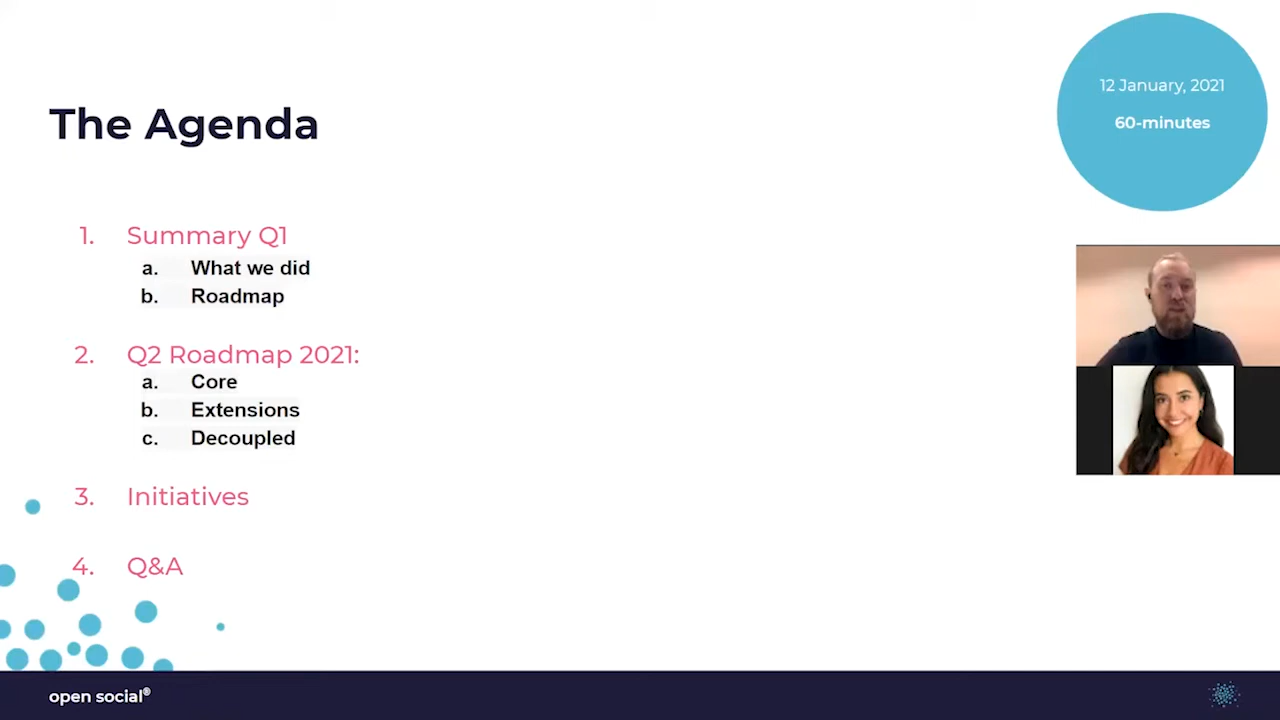 The Agenda
12 January, 2021
60-minutes
1. Summary Q1
a. What we did
b. Roadmap
2. Q2 Roadmap 2021:
a. Core
b. Extensions
c. Decoupled
3. Initiatives
4. Q&A
open social®